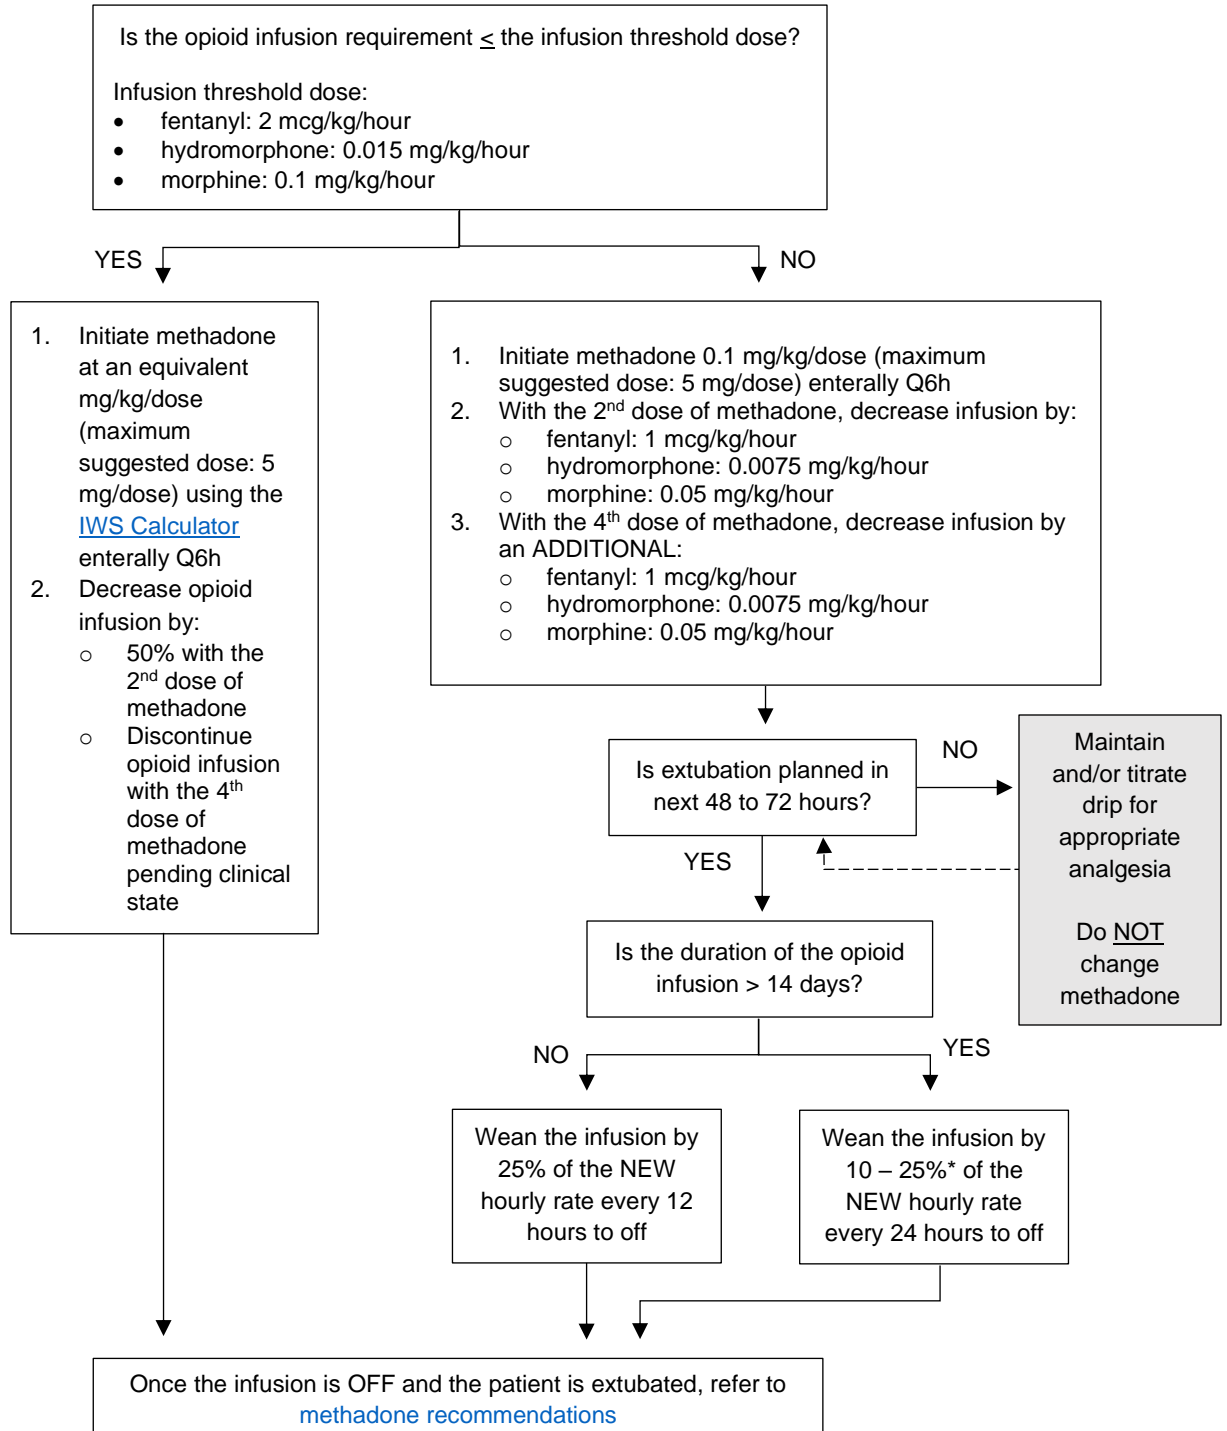 Is the opioid infusion requirement < the infusion threshold dose?
Infusion threshold dose:
• fentanyl: 2 mcg/kg/hour
• hydromorphone: 0.015 mg/kg/hour
• morphine: 0.1 mg/kg/hour
YES
NO
1. Initiate methadone
at an equivalent
mg/kg/dose
(maximum
suggested dose: 5
mg/dose) using the
IWS Calculator
enterally Q6h
2. Decrease opioid
infusion by:
o 50% with the
2nd dose of
methadone
o Discontinue
opioid infusion
with the 4th
dose of
methadone
pending clinical
state
1. Initiate methadone 0.1 mg/kg/dose (maximum
suggested dose: 5 mg/dose) enterally Q6h
2. With the 2nd dose of methadone, decrease infusion by:
o fentanyl: 1 mcg/kg/hour
o hydromorphone: 0.0075 mg/kg/hour
o morphine: 0.05 mg/kg/hour
3. With the 4th dose of methadone, decrease infusion by
an ADDITIONAL:
o fentanyl: 1 mcg/kg/hour
o hydromorphone: 0.0075 mg/kg/hour
o morphine: 0.05 mg/kg/hour
Is extubation planned in
next 48 to 72 hours?
NO
Maintain
and/or titrate
drip for
appropriate
analgesia
Do NOT
change
methadone
YES
Is the duration of the opioid
infusion > 14 days?
NO
YES
Wean the infusion by
25% of the NEW
hourly rate every 12
hours to off
Wean the infusion by
10 – 25%* of the
NEW hourly rate
every 24 hours to off
Once the infusion is OFF and the patient is extubated, refer to
methadone recommendations